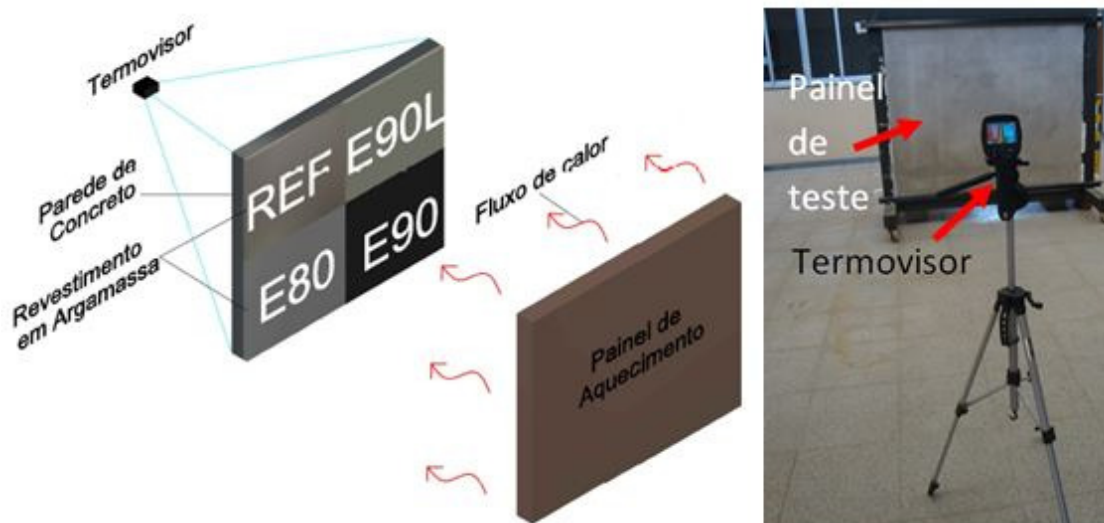 Termovisor
Parede de
Concreto
Revestimento
em Argamassa
REF
E90L
E80
E90
Fluxo de calor
Painel de
Aquecimento
Painel
de
teste
Termovisor